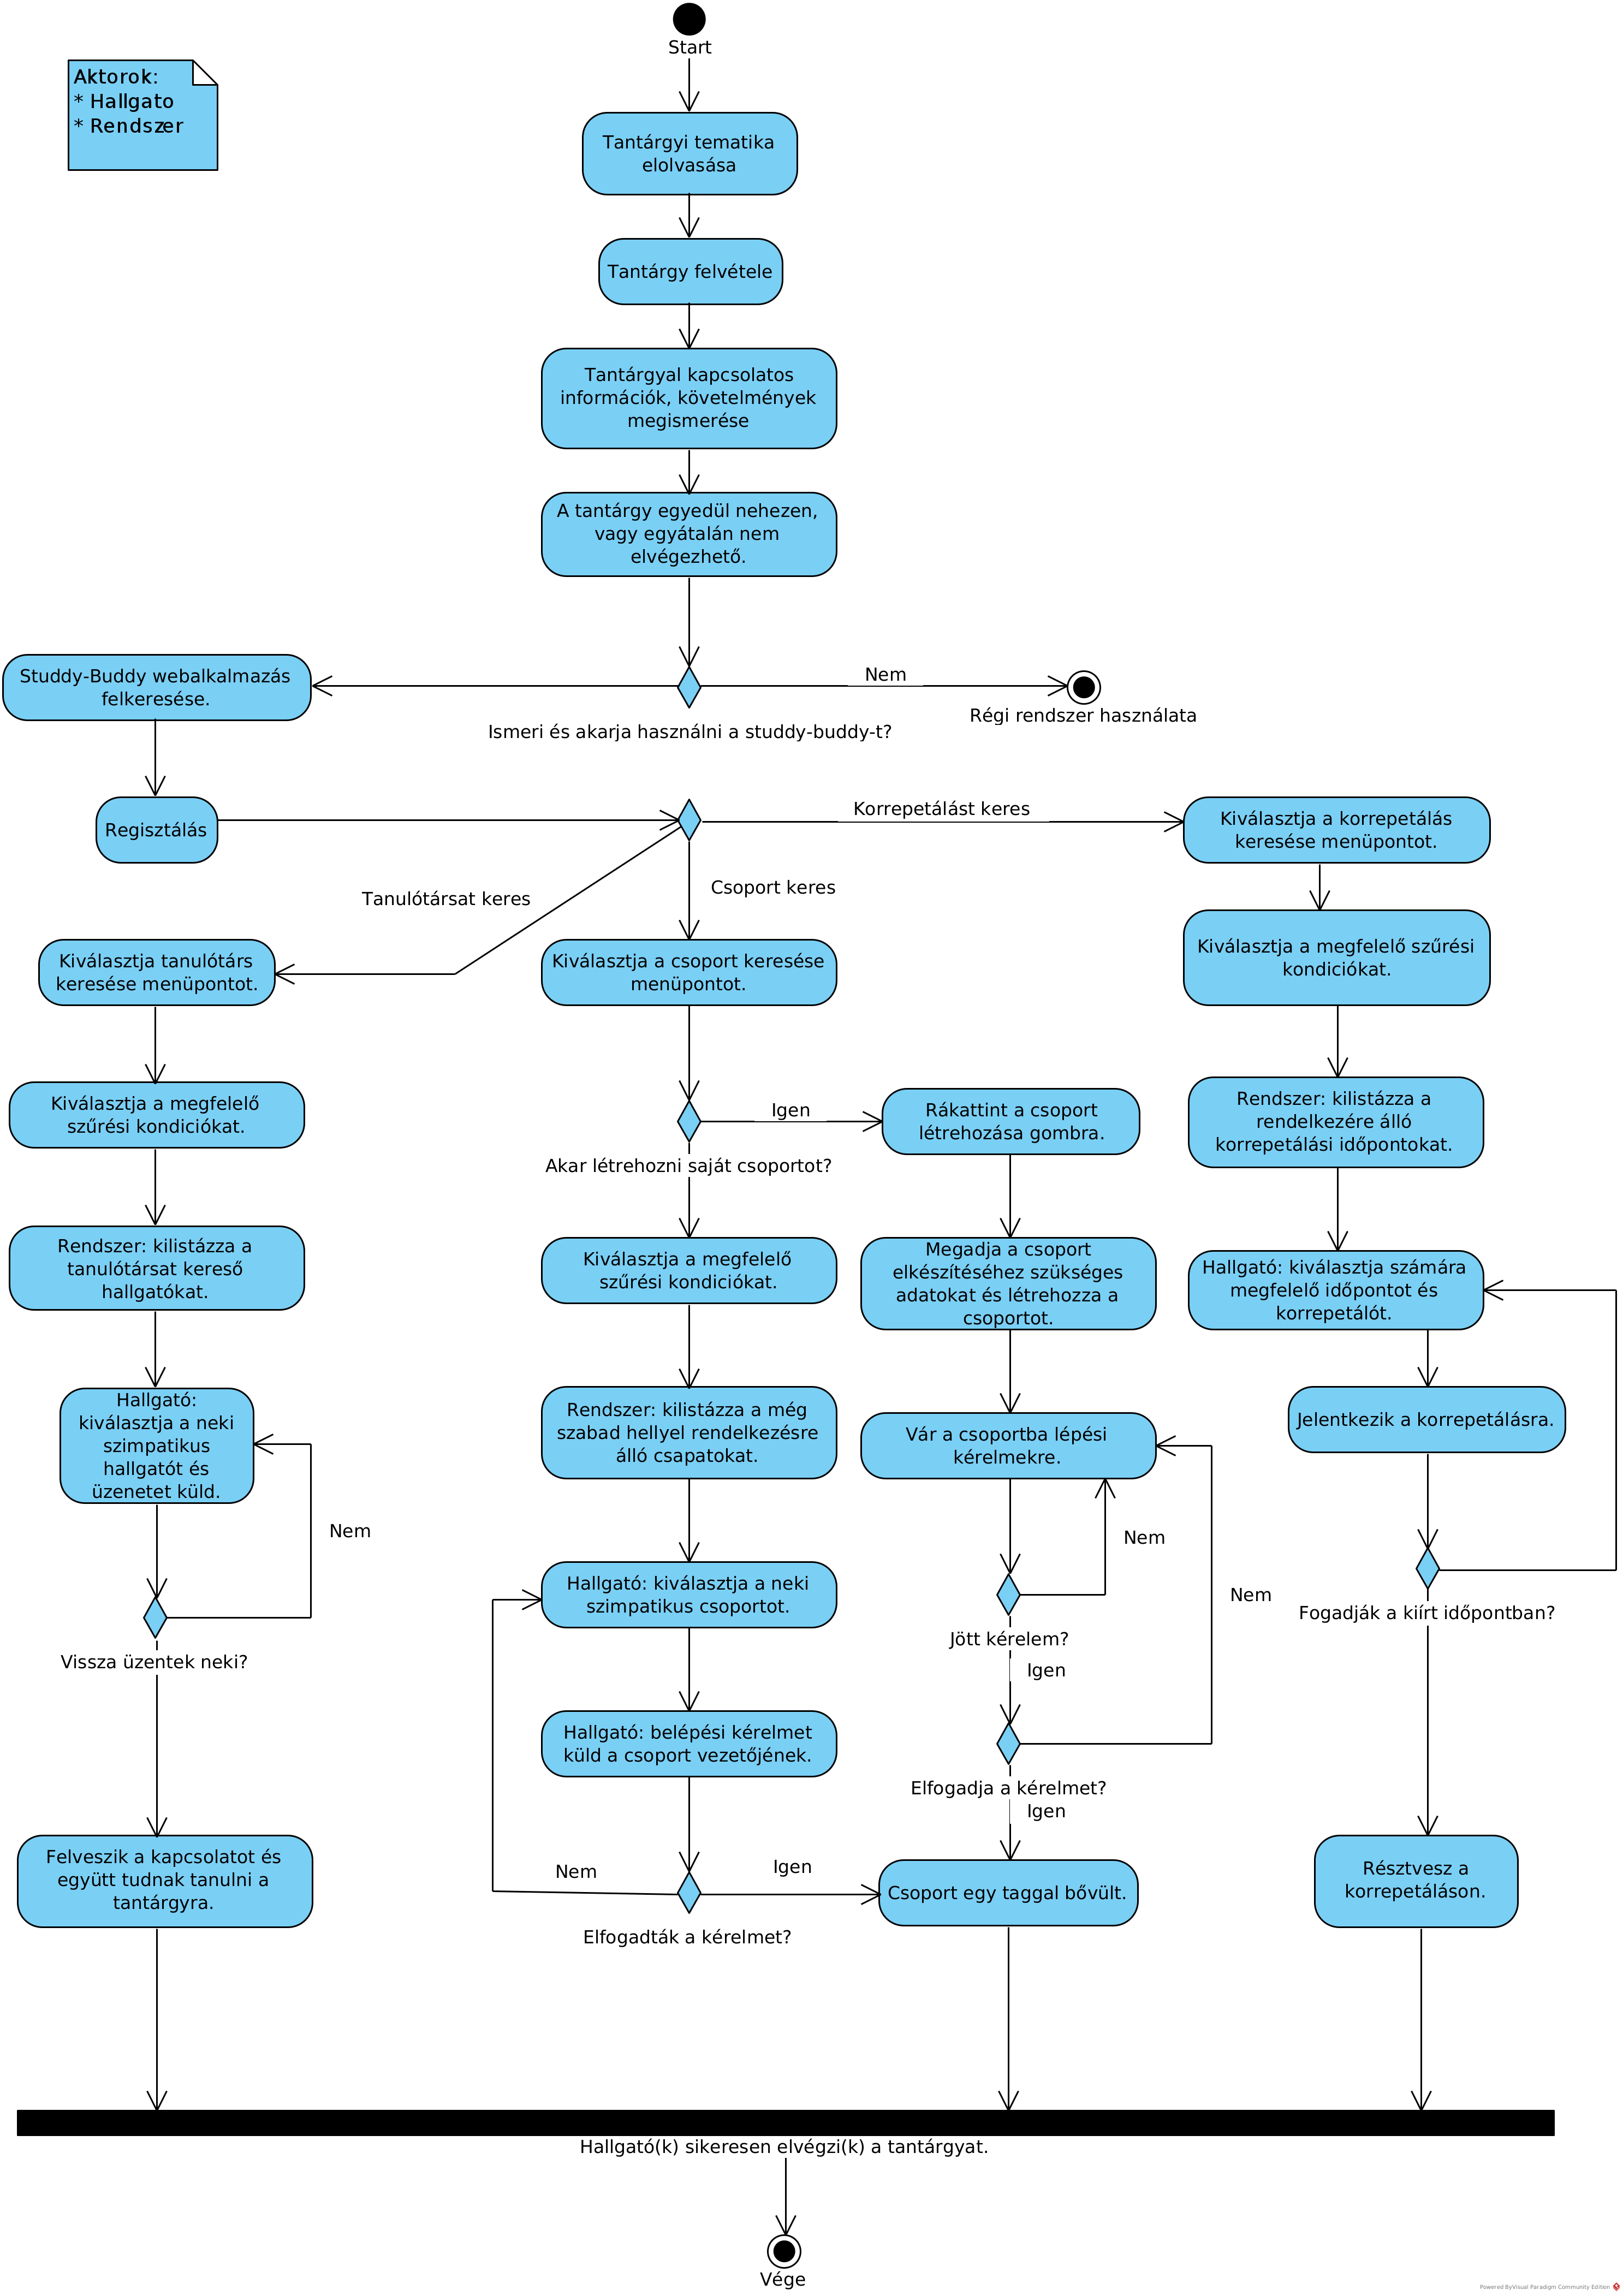 Start
Aktorok:
* Hallgato
* Rendszer
Tantárgyi tematika
elolvasása
Tantárgy felvétele
Tantárgyal kapcsolatos
információk, követelmények
megismerése
A tantárgy egyedül nehezen,
vagy egyátalán nem
elvégezhető.
Studdy-Buddy webalkalmazás
felkeresése.
Nem
Régi rendszer használata
Ismeri és akarja használni a studdy-buddy-t?
Regisztálás
Korrepetálást keres
Kiválasztja a korrepetálás
keresése menüpontot.
Tanulótársat keres
Csoport keres
Kiválasztja tanulótárs
keresése menüpontot.
Kiválasztja a csoport keresése
menüpontot.
Kiválasztja a megfelelő szűrési
kondiciókat.
Kiválasztja a megfelelő
szűrési kondiciókat.
Igen
Rákattint a csoport
létrehozása gombra.
Rendszer: kilistázza a
rendelkezére álló
korrepetálási időpontokat.
Akar létrehozni saját csoportot?
Rendszer: kilistázza a
tanulótársat kereső
hallgatókat.
Kiválasztja a megfelelő
szűrési kondiciókat.
Megadja a csoport
elkészítéséhez szükséges
adatokat és létrehozza a
csoportot.
Hallgató: kiválasztja számára
megfelelő időpontot és
korrepetálót.
Hallgató:
kiválasztja a neki
szimpatikus
hallgatót és
üzenetet küld.
Rendszer: kilistázza a még
szabad hellyel rendelkezésre
álló csapatokat.
Vár a csoportba lépési
kérelmekre.
Jelentkezik a korrepetálásra.
Nem
Nem
Hallgató: kiválasztja a neki
szimpatikus csoportot.
Nem
Fogadják a kiírt időpontban?
Vissza üzentek neki?
Jött kérelem?
Igen
Hallgató: belépési kérelmet
küld a csoport vezetőjének.
Elfogadja a kérelmet?
Igen
Felveszik a kapcsolatot és
együtt tudnak tanulni a
tantárgyra.
Nem
Igen
Csoport egy taggal bővült.
Résztvesz a
korrepetáláson.
Elfogadták a kérelmet?
Hallgató(k) sikeresen elvégzi(k) a tantárgyat.
Vége
Powered ByVisual Paradigm Community Edition